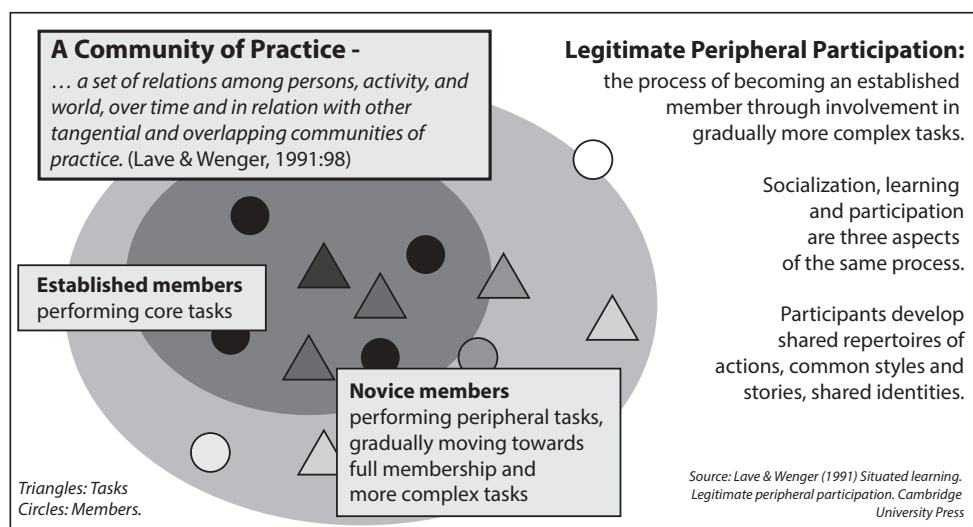 A Community of Practice -
… a set of relations among persons, activity, and
world, over time and in relation with other
tangential and overlapping communities of
practice. (Lave & Wenger, 1991:98)
Legitimate Peripheral Participation:
the process of becoming an established
member through involvement in
gradually more complex tasks.
Socialization, learning
and participation
are three aspects
of the same process.
Participants develop
shared repertoires of
actions, common styles and
stories, shared identities.
Established members
performing core tasks
Novice members
performing peripheral tasks,
gradually moving towards
full membership and
more complex tasks
Triangles: Tasks
Circles: Members.
Source: Lave & Wenger (1991) Situated learning.
Legitimate peripheral participation. Cambridge
University Press